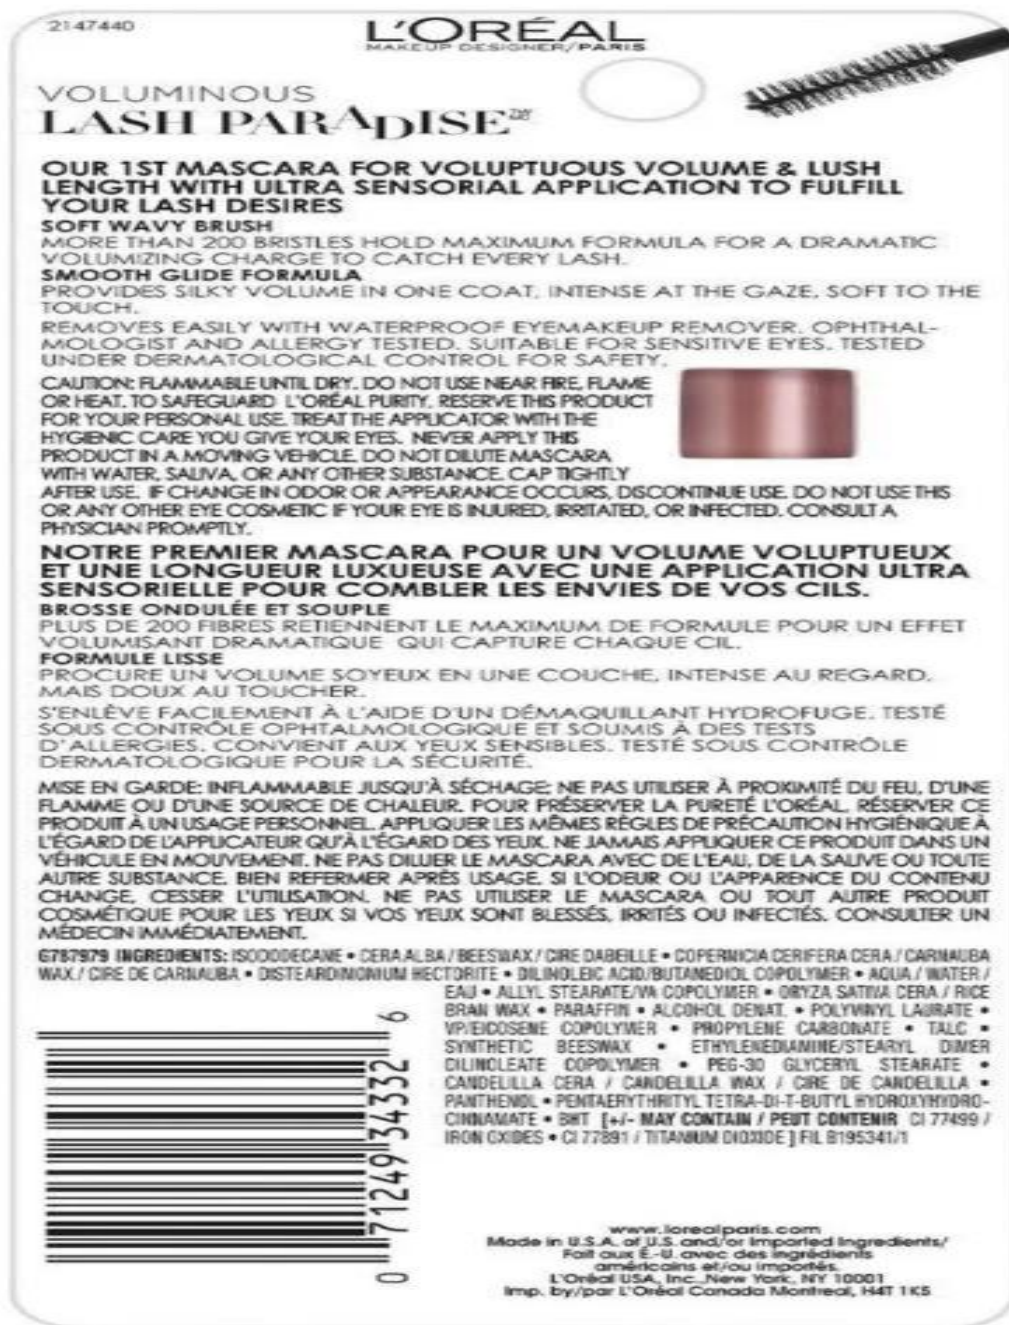 2147440
L'ORÉAL
MAKEUP DESIGNER/PARIS
VOLUMINOUS
LASH PARADISE™
OUR 1ST MASCARA FOR VOLUPTUOUS VOLUME & LUSH
LENGTH WITH ULTRA SENSORIAL APPLICATION TO FULFILL
YOUR LASH DESIRES
SOFT WAVY BRUSH
MORE THAN 200 BRISTLES HOLD MAXIMUM FORMULA FOR A DRAMATIC
VOLUMIZING CHARGE TO CATCH EVERY LASH.
SMOOTH GLIDE FORMULA
PROVIDES SILKY VOLUME IN ONE COAT, INTENSE AT THE GAZE, SOFT TO THE
TOUCH.
REMOVES EASILY WITH WATERPROOF EYEMAKEUP REMOVER. OPHTHAL-
MOLOGIST AND ALLERGY TESTED. SUITABLE FOR SENSITIVE EYES. TESTED
UNDER DERMATOLOGICAL CONTROL FOR SAFETY.
CAUTION: FLAMMABLE UNTIL DRY. DO NOT USE NEAR FIRE, FLAME
OR HEAT. TO SAFEGUARD L'ORÉAL PURITY, RESERVE THIS PRODUCT
FOR YOUR PERSONAL USE. TREAT THE APPLICATOR WITH THE
HYGIENIC CARE YOU GIVE YOUR EYES. NEVER APPLY THIS
PRODUCT IN A MOVING VEHICLE. DO NOT DILUTE MASCARA
WITH WATER, SALIVA, OR ANY OTHER SUBSTANCE. CAP TIGHTLY
AFTER USE. IF CHANGE IN ODOR OR APPEARANCE OCCURS, DISCONTINUE USE. DO NOT USE THIS
OR ANY OTHER EYE COSMETIC IF YOUR EYE IS INJURED, IRRITATED, OR INFECTED. CONSULT A
PHYSICIAN PROMPTLY.
NOTRE PREMIER MASCARA POUR UN VOLUME VOLUPTUEUX
ET UNE LONGUEUR LUXUEUSE AVEC UNE APPLICATION ULTRA
SENSORIELLE POUR COMBLER LES ENVIES DE VOS CILS.
BROSSE ONDULÉE ET SOUPLE
PLUS DE 200 FIBRES RETIENNENT LE MAXIMUM DE FORMULE POUR UN EFFET
VOLUMISANT DRAMATIQUE QUI CAPTURE CHAQUE CIL.
FORMULE LISSE
PROCURE UN VOLUME SOYEUX EN UNE COUCHE, INTENSE AU REGARD,
MAIS DOUX AU TOUCHER.
S'ENLÈVE FACILEMENT À L'AIDE D'UN DÉMAQUILLANT HYDROFUGE. TESTÉ
SOUS CONTRÔLE OPHTALMOLOGIQUE ET SOUMIS À DES TESTS
D'ALLERGIES. CONVIENT AUX YEUX SENSIBLES. TESTÉ SOUS CONTRÔLE
DERMATOLOGIQUE POUR LA SÉCURITÉ.
MISE EN GARDE: INFLAMMABLE JUSQU'À SÉCHAGE; NE PAS UTILISER À PROXIMITÉ DU FEU, D'UNE
FLAMME OU D'UNE SOURCE DE CHALEUR. POUR PRÉSERVER LA PURETÉ L'ORÉAL, RÉSERVER CE
PRODUIT À UN USAGE PERSONNEL. APPLIQUER LES MÊMES RÈGLES DE PRÉCAUTION HYGIÉNIQUE À
L'ÉGARD DE L'APPLICATEUR QU'À L'ÉGARD DES YEUX. NE JAMAIS APPLIQUER CE PRODUIT DANS UN
VÉHICULE EN MOUVEMENT. NE PAS DILUER LE MASCARA AVEC DE L'EAU, DE LA SALIVE OU TOUTE
AUTRE SUBSTANCE. BIEN REFERMER APRÈS USAGE. SI L'ODEUR OU L'APPARENCE DU CONTENU
CHANGE, CESSER L'UTILISATION. NE PAS UTILISER LE MASCARA OU TOUT AUTRE PRODUIT
COSMÉTIQUE POUR LES YEUX SI VOS YEUX SONT BLESSÉS, IRRITÉS OU INFECTÉS. CONSULTER UN
MÉDECIN IMMÉDIATEMENT.
G787979 INGREDIENTS: ISODODECANE • CERA ALBA / BEESWAX / CIRE DABEILLE • COPERNICIA CERIFERA CERA / CARNAUBA
WAX / CIRE DE CARNAUBA • DISTEARDIMONIUM HECTORITE • DILINOLEIC ACID/BUTANEDIOL COPOLYMER • AQUA / WATER /
EAU • ALLYL STEARATE/VA COPOLYMER • ORYZA SATIVA CERA / RICE
BRAN WAX • PARAFFIN • ALCOHOL DENAT. • POLYVINYL LAURATE •
VP/EICOSENE COPOLYMER • PROPYLENE CARBONATE • TALC •
SYNTHETIC BEESWAX • ETHYLENEDIAMINE/STEARYL DIMER
DILINOLEATE COPOLYMER • PEG-30 GLYCERYL STEARATE •
CANDELILLA CERA / CANDELILLA WAX / CIRE DE CANDELILLA •
PANTHENOL • PENTAERYTHRITYL TETRA-DI-T-BUTYL HYDROXYHYDRO-
CINNAMATE • BHT [+/- MAY CONTAIN / PEUT CONTENIR CI 77499 /
IRON OXIDES • CI 77891 / TITANIUM DIOXIDE ] FIL B195341/1
0 71249 34332 6
www.lorealparis.com
Made in U.S.A. of U.S. and/or Imported Ingredients/
Fait aux É.-U. avec des ingrédients
américains et/ou importés.
L'Oréal USA, Inc., New York, NY 10001
Imp. by/par L'Oréal Canada Montreal, H4T 1K5